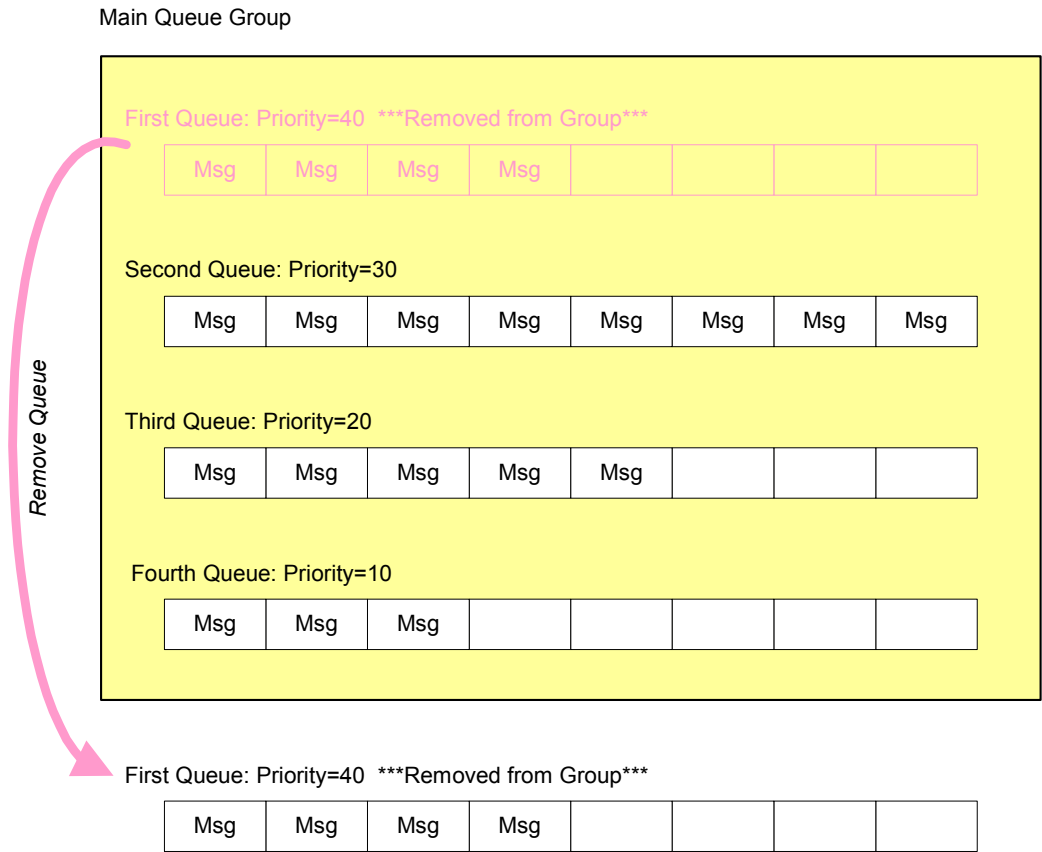 Main Queue Group
First Queue: Priority=40  ***Removed from Group***
Msg Msg Msg Msg
Second Queue: Priority=30
Msg Msg Msg Msg Msg Msg Msg Msg
Remove Queue
Third Queue: Priority=20
Msg Msg Msg Msg Msg
Fourth Queue: Priority=10
Msg Msg Msg
First Queue: Priority=40  ***Removed from Group***
Msg Msg Msg Msg